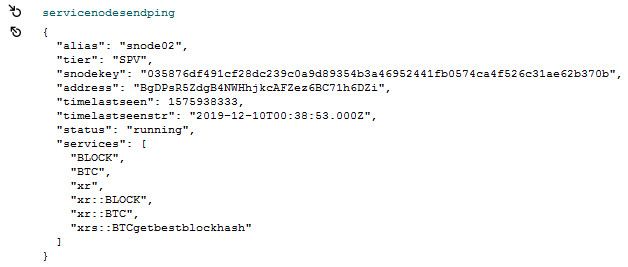 servicenodesendping
{
"alias": "snode02",
"tier": "SPV",
"snodekey": "035876df491cf28dc239c0a9d89354b3a46952441fb0574ca4f526c31ae62b370b",
"address": "BgDPsR5ZdgB4NWHhjkcAFZez6BC71h6DZi",
"timelastseen": 1575938333,
"timelastseenstr": "2019-12-10T00:38:53.000Z",
"status": "running",
"services": [
"BLOCK",
"BTC",
"xr",
"xr::BLOCK",
"xr::BTC",
"xrs::BTCgetbestblockhash"
]
}